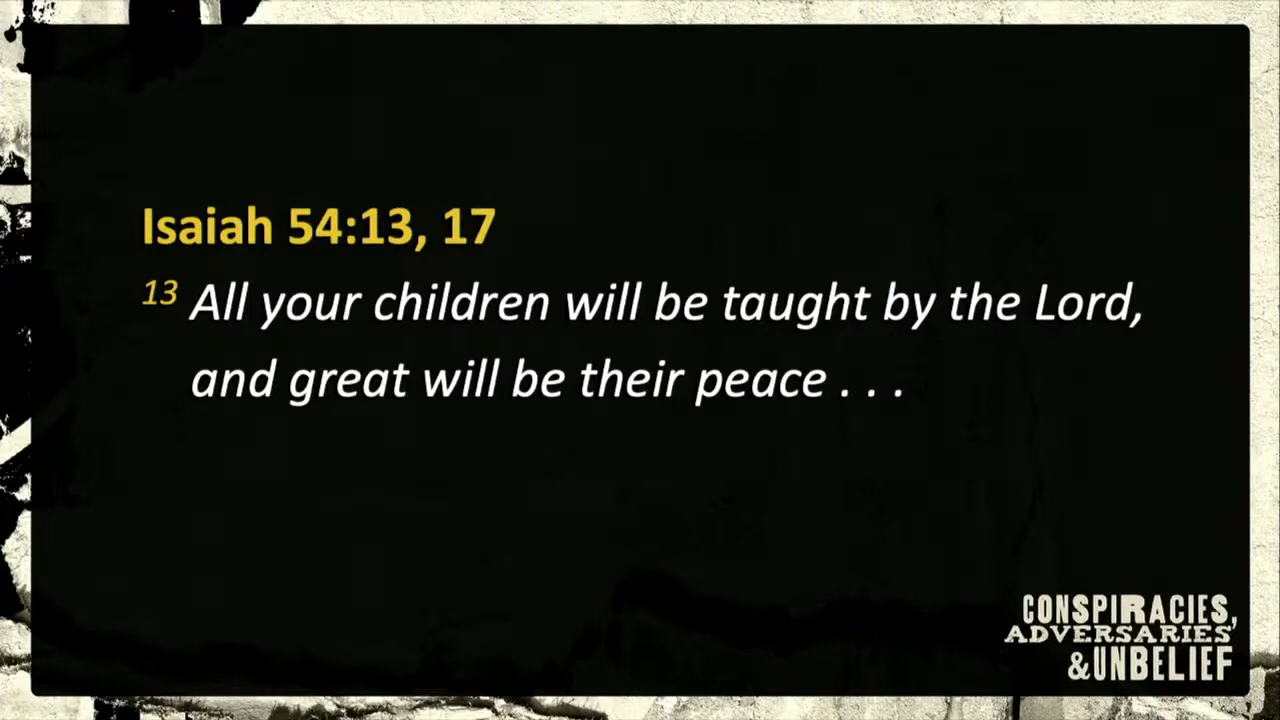 Isaiah 54:13, 17
13 All your children will be taught by the Lord,
and great will be their peace . . .
CONSPIRACIES,
ADVERSARIES
&UNBELIEF